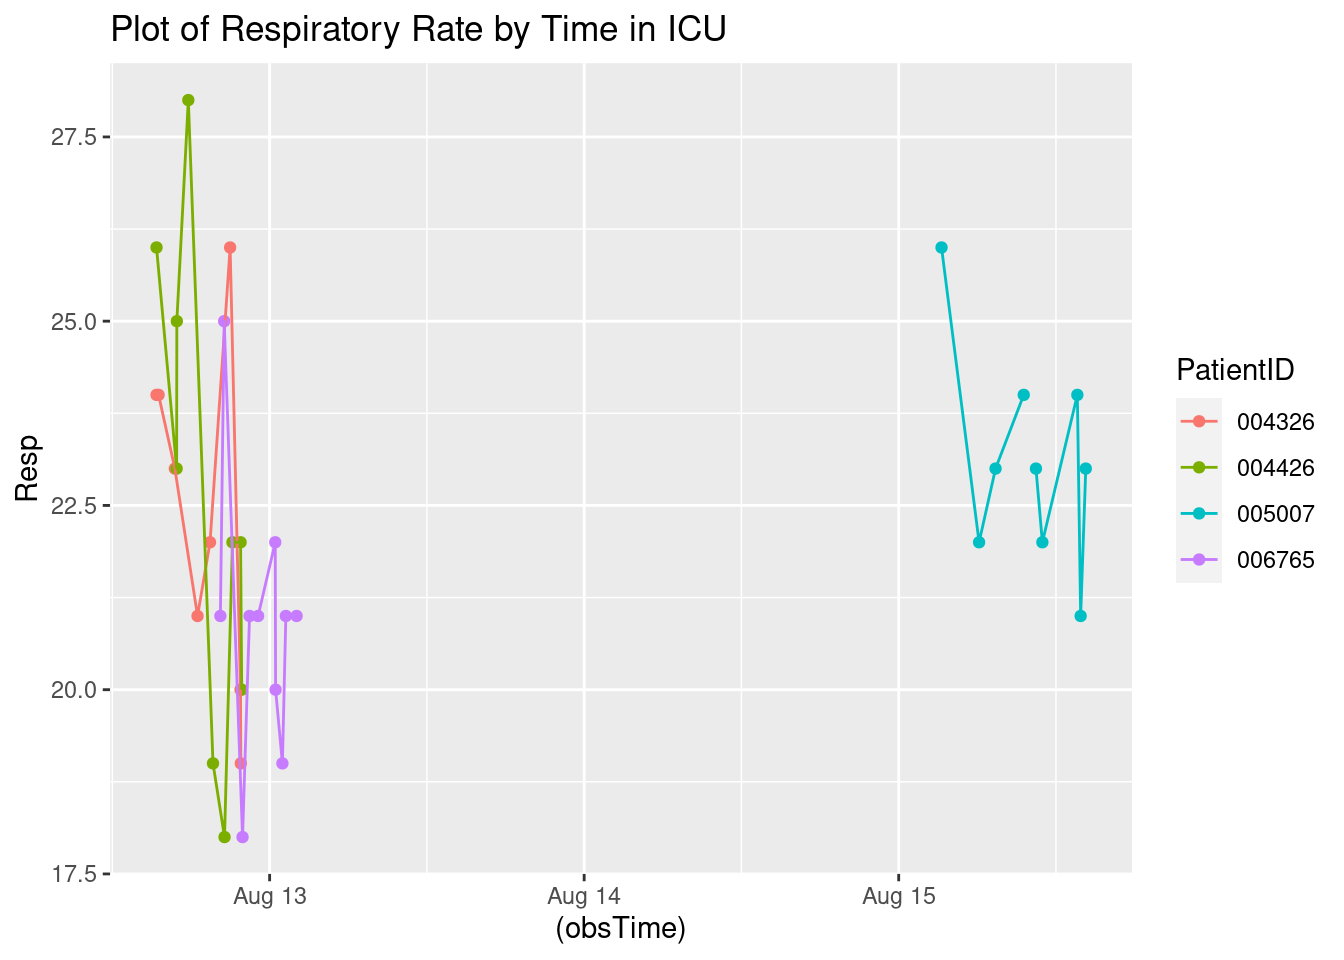 Plot of Respiratory Rate by Time in ICU
Resp
27.5
25.0
22.5
20.0
17.5
Aug 13
Aug 14
Aug 15
(obsTime)
PatientID
004326
004426
005007
006765